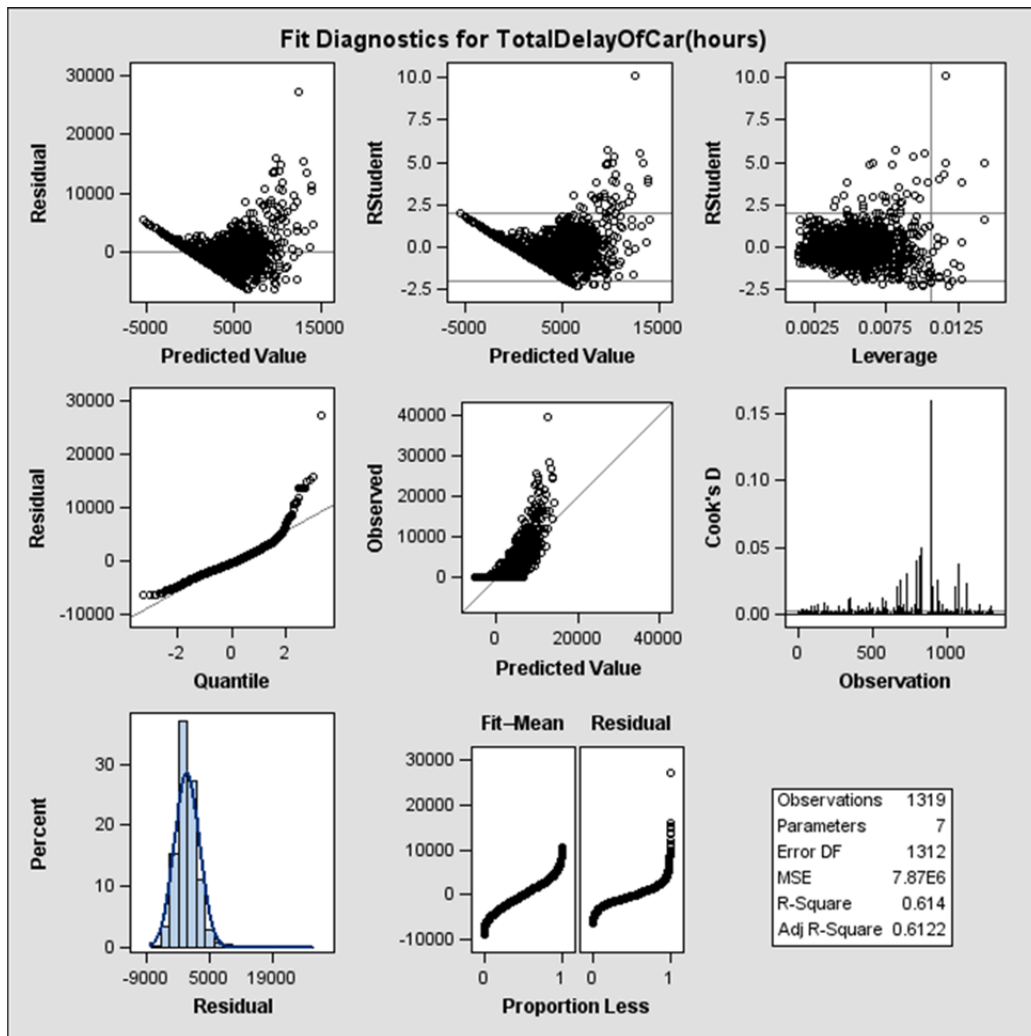 Fit Diagnostics for TotalDelayOfCar(hours)
30000
20000
10000
0
Residual
-5000 5000 15000
Predicted Value
10.0
7.5
5.0
2.5
0.0
-2.5
RStudent
-5000 5000 15000
Predicted Value
10.0
7.5
5.0
2.5
0.0
-2.5
RStudent
0.0025 0.0075 0.0125
Leverage
30000
20000
10000
0
-10000
Residual
-2 0 2
Quantile
40000
30000
20000
10000
0
Observed
0 20000 40000
Predicted Value
0.15
0.10
0.05
0.00
Cook's D
0 500 1000
Observation
30
20
10
0
Percent
-9000 5000 19000
Residual
Fit–Mean Residual
30000
20000
10000
0
-10000
0 1 0 1
Proportion Less
Observations 1319
Parameters 7
Error DF 1312
MSE 7.87E6
R-Square 0.614
Adj R-Square 0.6122